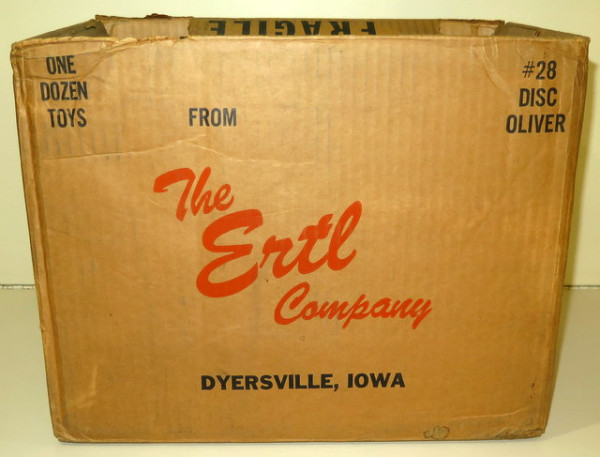 FRAGILE
ONE
DOZEN
TOYS
FROM
#28
DISC
OLIVER
The
Ertl
Company
DYERSVILLE, IOWA